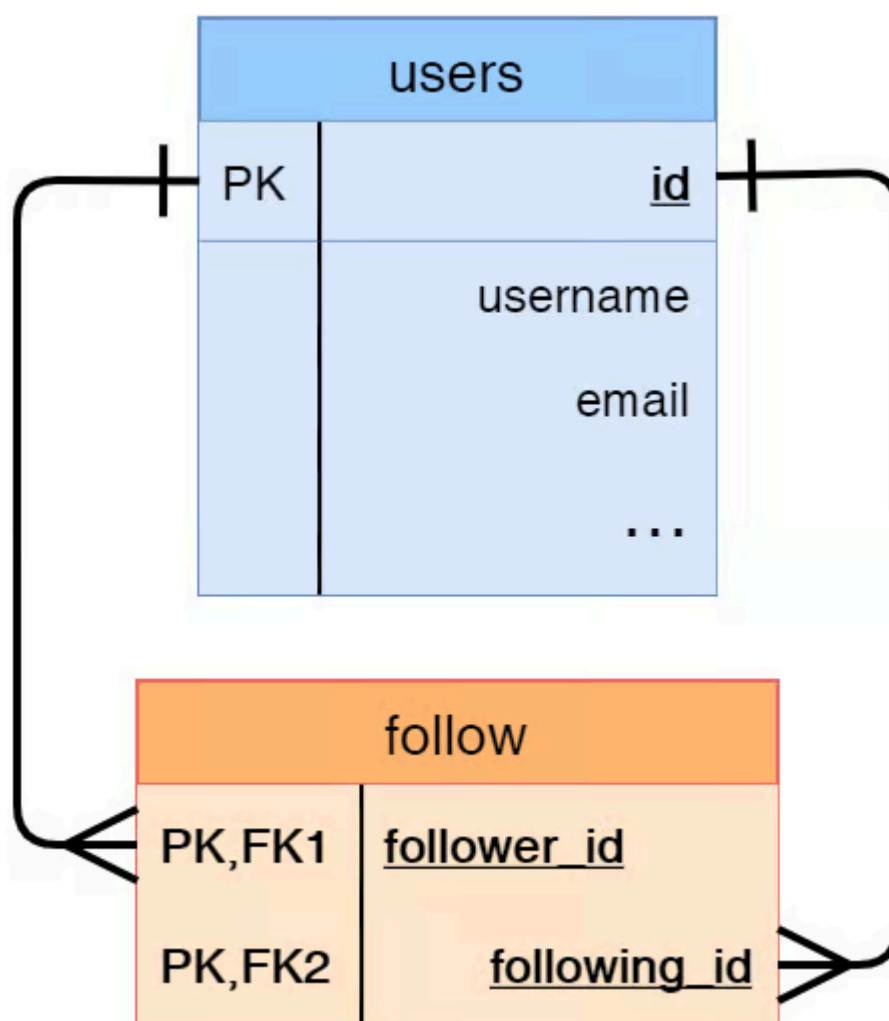 users
PK id
username
email
...
follow
PK,FK1 follower_id
PK,FK2 following_id